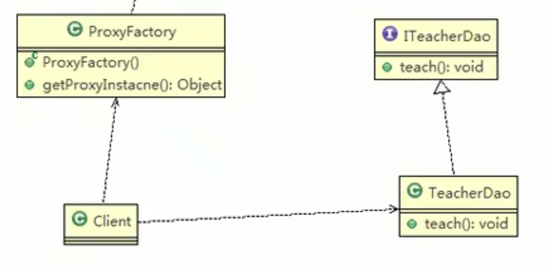 C ProxyFactory
C ProxyFactory()
getProxyInstacne(): Object
I ITeacherDao
teach(): void
C Client
C TeacherDao
teach(): void